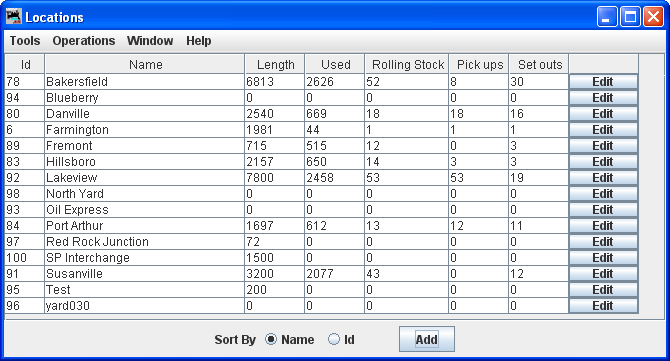 Locations
Tools Operations Window Help
Id Name Length Used Rolling Stock Pick ups Set outs
78 Bakersfield 6813 2626 52 8 30 Edit
94 Blueberry 0 0 0 0 0 Edit
80 Danville 2540 669 18 18 16 Edit
6 Farmington 1981 44 1 1 1 Edit
89 Fremont 715 515 12 0 3 Edit
83 Hillsboro 2157 650 14 3 3 Edit
92 Lakeview 7800 2458 53 53 19 Edit
98 North Yard 0 0 0 0 0 Edit
93 Oil Express 0 0 0 0 0 Edit
84 Port Arthur 1697 612 13 12 11 Edit
97 Red Rock Junction 72 0 0 0 0 Edit
100 SP Interchange 1500 0 0 0 0 Edit
91 Susanville 3200 2077 43 0 12 Edit
95 Test 200 0 0 0 0 Edit
96 yard030 0 0 0 0 0 Edit
Sort By Name Id Add